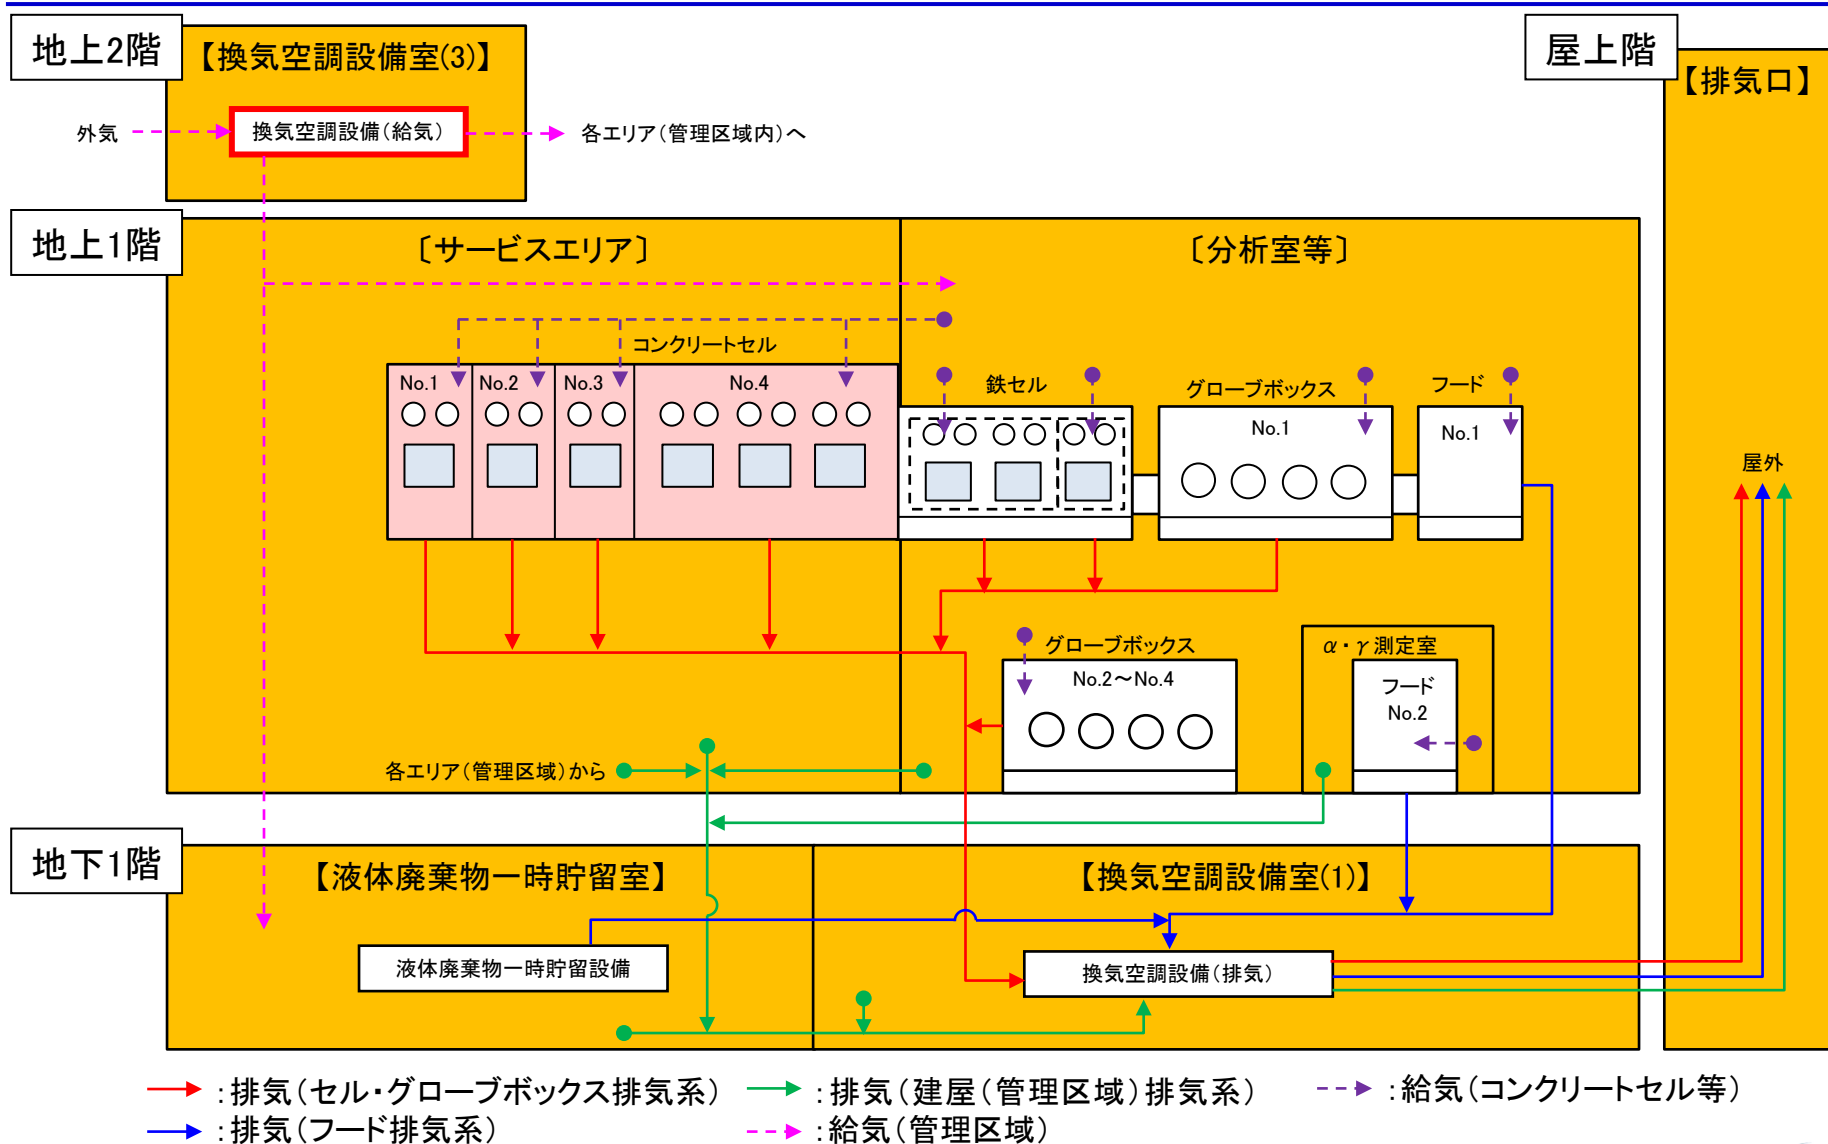 地上2階
【換気空調設備室(3)】
外気
換気空調設備(給気)
各エリア(管理区域内)へ
屋上階
【排気口】
屋外
地上1階
〔サービスエリア〕
〔分析室等〕
コンクリートセル
No.1
No.2
No.3
No.4
鉄セル
グローブボックス
No.1
フード
No.1
グローブボックス
No.2～No.4
α・γ測定室
フード
No.2
各エリア(管理区域)から
地下1階
【液体廃棄物一時貯留室】
【換気空調設備室(1)】
液体廃棄物一時貯留設備
換気空調設備(排気)
:排気(セル・グローブボックス排気系)
:排気(建屋(管理区域)排気系)
:給気(コンクリートセル等)
:排気(フード排気系)
:給気(管理区域)